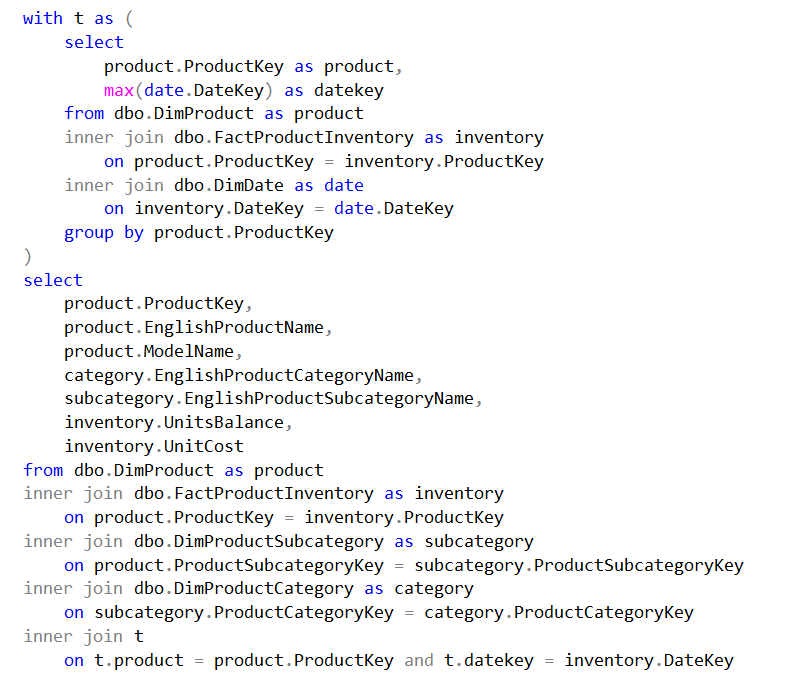 with t as (
    select
        product.ProductKey as product,
        max(date.DateKey) as datekey
    from dbo.DimProduct as product
    inner join dbo.FactProductInventory as inventory
        on product.ProductKey = inventory.ProductKey
    inner join dbo.DimDate as date
        on inventory.DateKey = date.DateKey
    group by product.ProductKey
)
select
    product.ProductKey,
    product.EnglishProductName,
    product.ModelName,
    category.EnglishProductCategoryName,
    subcategory.EnglishProductSubcategoryName,
    inventory.UnitsBalance,
    inventory.UnitCost
from dbo.DimProduct as product
inner join dbo.FactProductInventory as inventory
    on product.ProductKey = inventory.ProductKey
inner join dbo.DimProductSubcategory as subcategory
    on product.ProductSubcategoryKey = subcategory.ProductSubcategoryKey
inner join dbo.DimProductCategory as category
    on subcategory.ProductCategoryKey = category.ProductCategoryKey
inner join t
    on t.product = product.ProductKey and t.datekey = inventory.DateKey